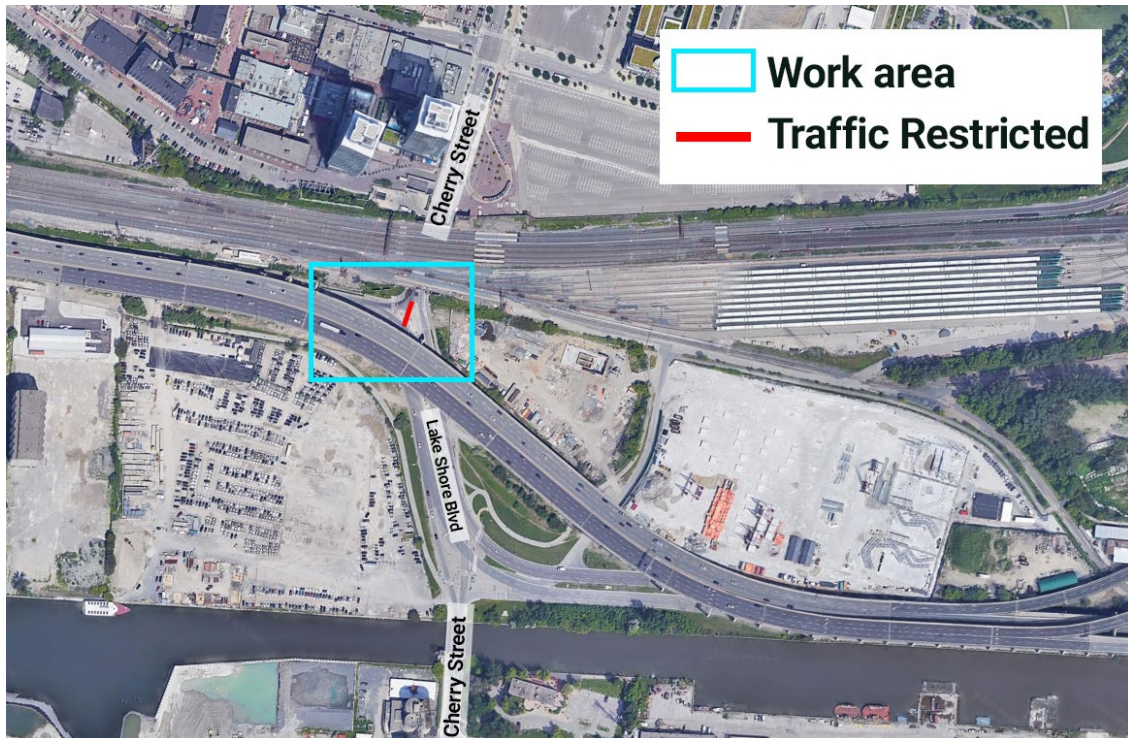 Work area
Traffic Restricted
Cherry Street
Lake Shore Blvd
Cherry Street